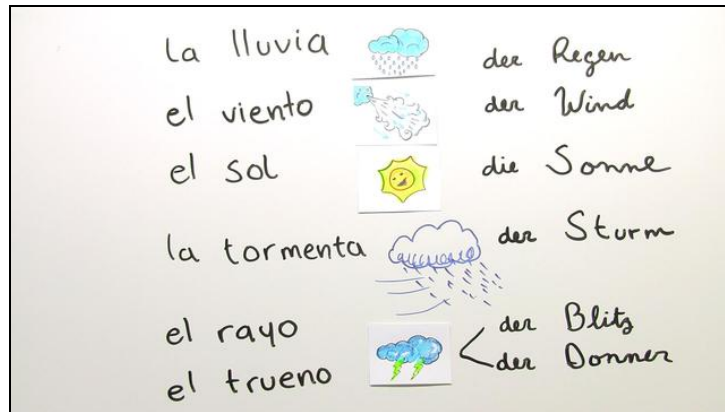 la lluvia der Regen
el viento der Wind
el sol die Sonne
la tormenta der Sturm
el rayo der Blitz
el trueno der Donner